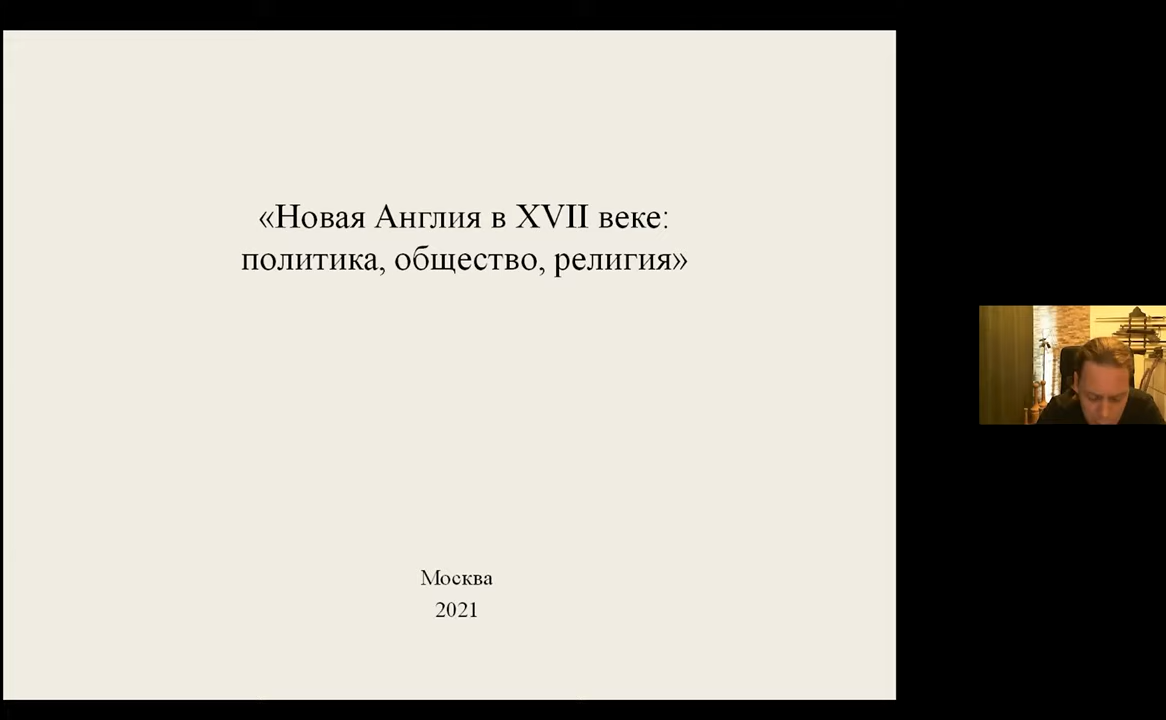 «Новая Англия в XVII веке:
политика, общество, религия»
Москва
2021